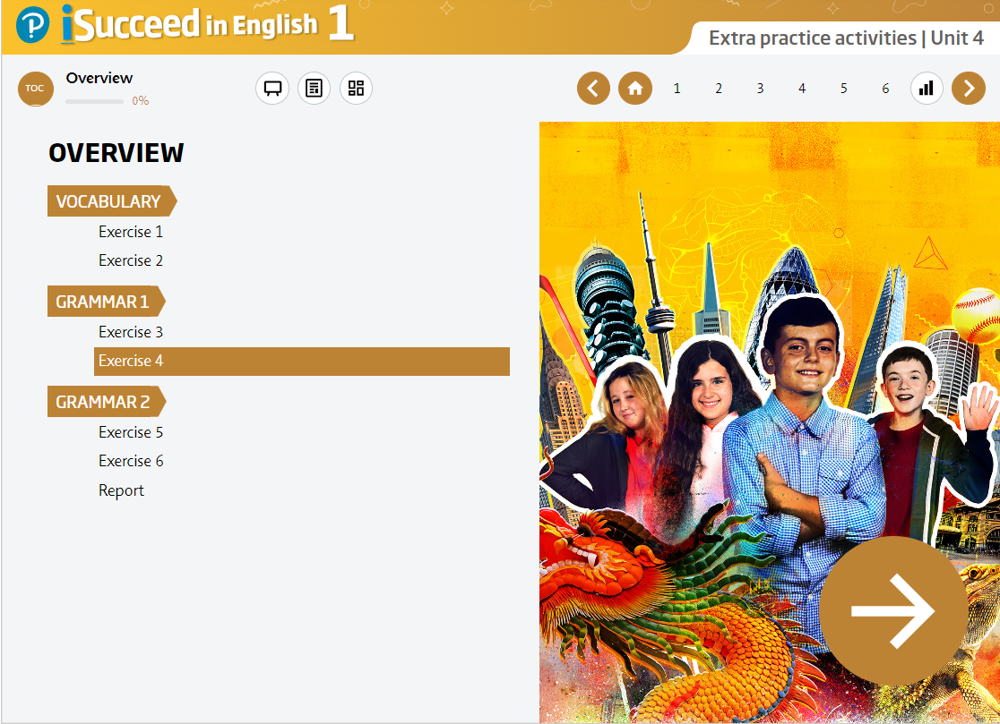 iSucceed in English 1
Extra practice activities | Unit 4
TOC
Overview
0%
1 2 3 4 5 6
OVERVIEW
VOCABULARY
Exercise 1
Exercise 2
GRAMMAR 1
Exercise 3
Exercise 4
GRAMMAR 2
Exercise 5
Exercise 6
Report